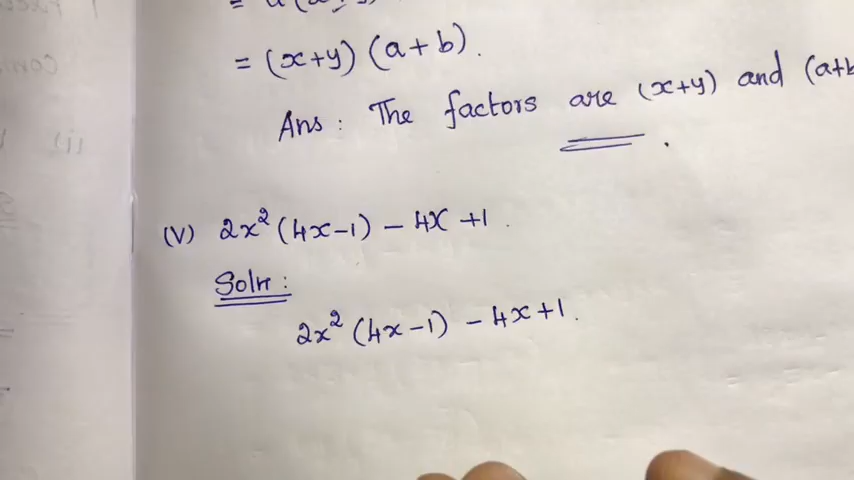 = (x+y) (a+b).
Ans : The factors are (x+y) and (a+b
(V) 2x² (4x-1) - 4x +1.
Soln :
2x² (4x-1) - 4x+1.